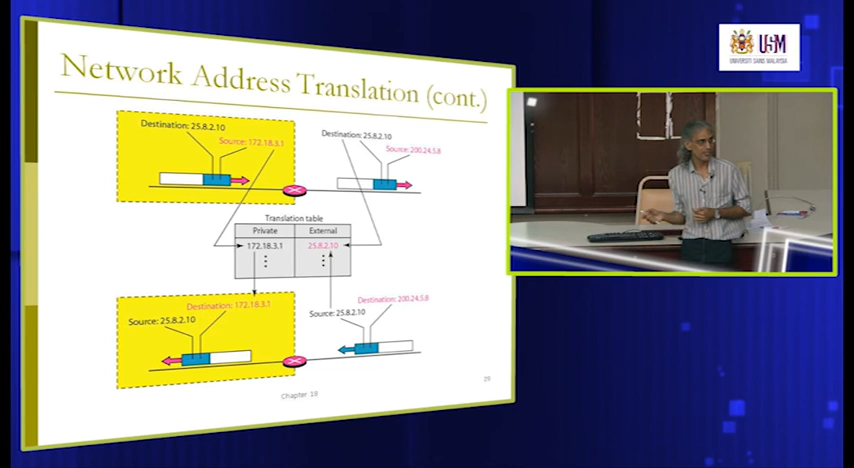 USM
UNIVERSITI SAINS MALAYSIA
Network Address Translation (cont.)
Destination: 25.8.2.10
Source: 172.18.3.1
Destination: 25.8.2.10
Source: 200.24.5.8
Translation table
Private
External
172.18.3.1
25.8.2.10
Destination: 172.18.3.1
Source: 25.8.2.10
Destination: 200.24.5.8
Source: 25.8.2.10
Chapter 18
29